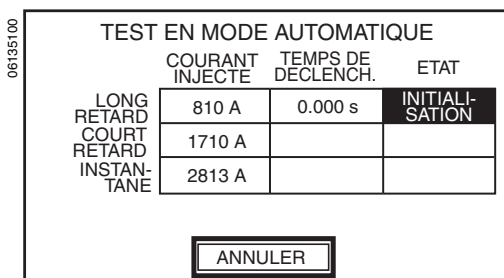 06135100
TEST EN MODE AUTOMATIQUE
COURANT INJECTE
TEMPS DE DECLENCH.
ETAT
LONG RETARD 810 A 0.000 s INITIALI-SATION
COURT RETARD 1710 A
INSTAN-TANE 2813 A
ANNULER